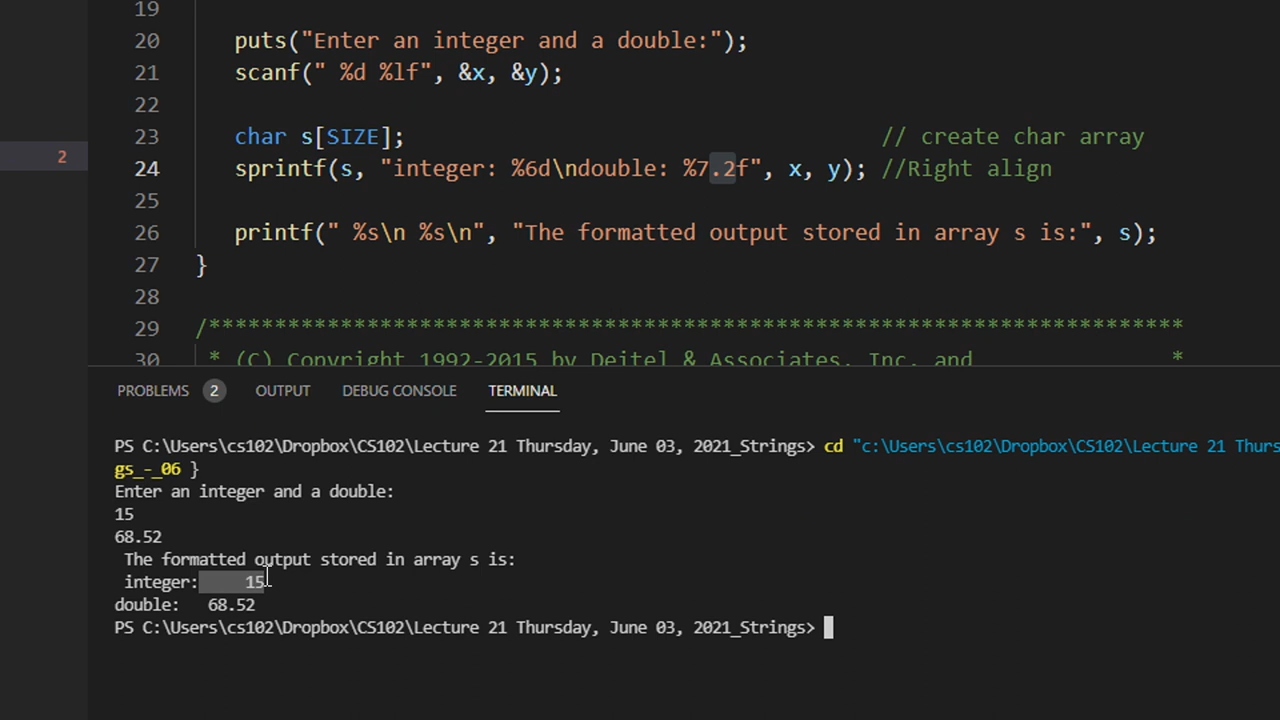 19
20 puts("Enter an integer and a double:");
21 scanf(" %d %lf", &x, &y);
22
23 char s[SIZE]; // create char array
2
24 sprintf(s, "integer: %6d\ndouble: %7.2f", x, y); //Right align
25
26 printf(" %s\n %s\n", "The formatted output stored in array s is:", s);
27 }
28
29 /**************************************************************************
30 * (C) Copyright 1992-2015 by Deitel & Associates, Inc. and *
PROBLEMS 2 OUTPUT DEBUG CONSOLE TERMINAL
PS C:\Users\cs102\Dropbox\CS102\Lecture 21 Thursday, June 03, 2021_Strings> cd "c:\Users\cs102\Dropbox\CS102\Lecture 21 Thurs
gs_-_06 }
Enter an integer and a double:
15
68.52
The formatted output stored in array s is:
integer:     15
double:   68.52
PS C:\Users\cs102\Dropbox\CS102\Lecture 21 Thursday, June 03, 2021_Strings>